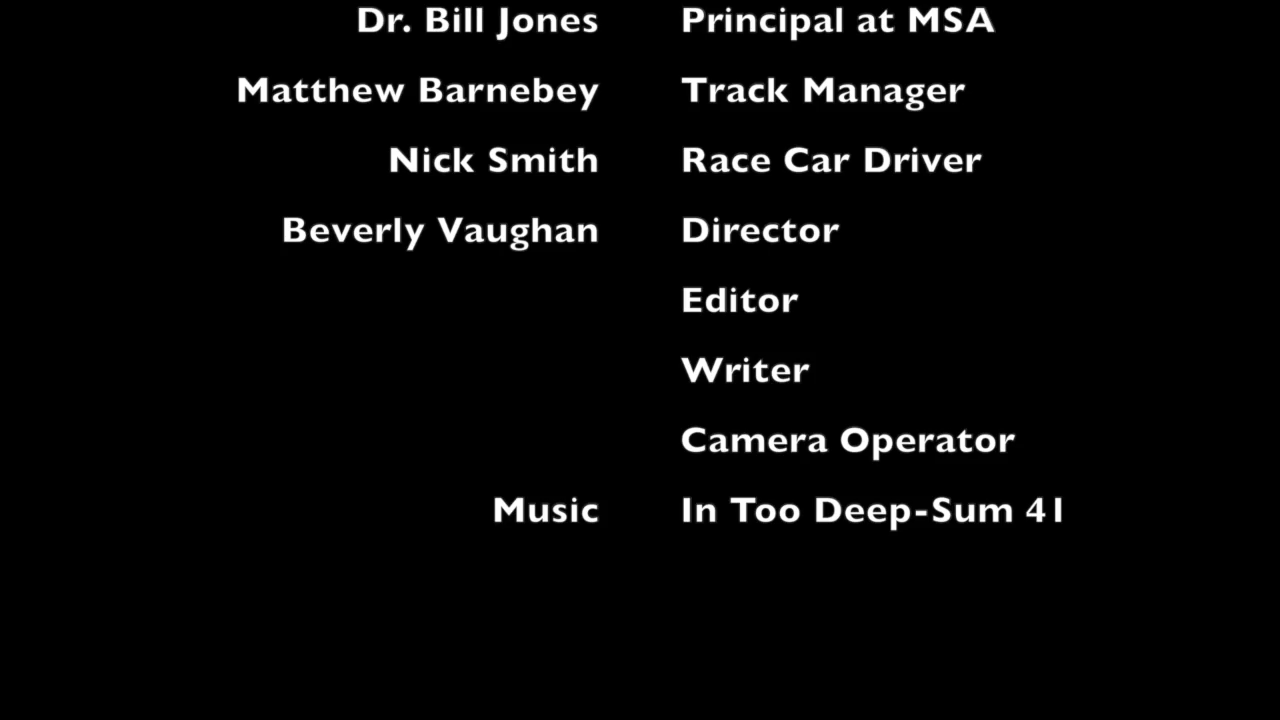 Dr. Bill Jones Principal at MSA
Matthew Barnebey Track Manager
Nick Smith Race Car Driver
Beverly Vaughan Director
Editor
Writer
Camera Operator
Music In Too Deep-Sum 41